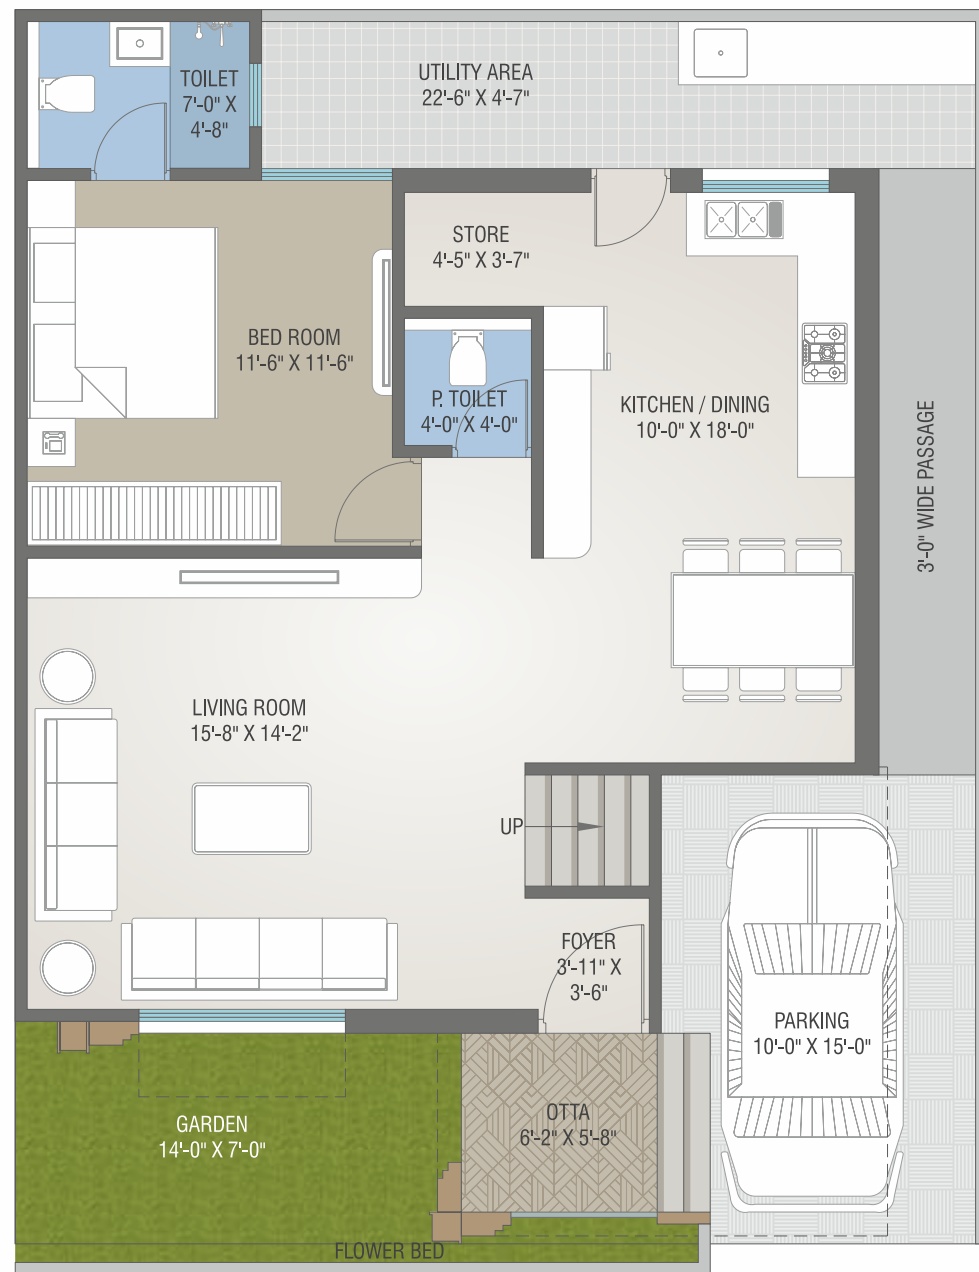 TOILET
7'-0" X
4'-8"
UTILITY AREA
22'-6" X 4'-7"
STORE
4'-5" X 3'-7"
BED ROOM
11'-6" X 11'-6"
P. TOILET
4'-0" X 4'-0"
KITCHEN / DINING
10'-0" X 18'-0"
3'-0" WIDE PASSAGE
LIVING ROOM
15'-8" X 14'-2"
UP
FOYER
3'-11" X
3'-6"
PARKING
10'-0" X 15'-0"
GARDEN
14'-0" X 7'-0"
OTTA
6'-2" X 5'-8"
FLOWER BED